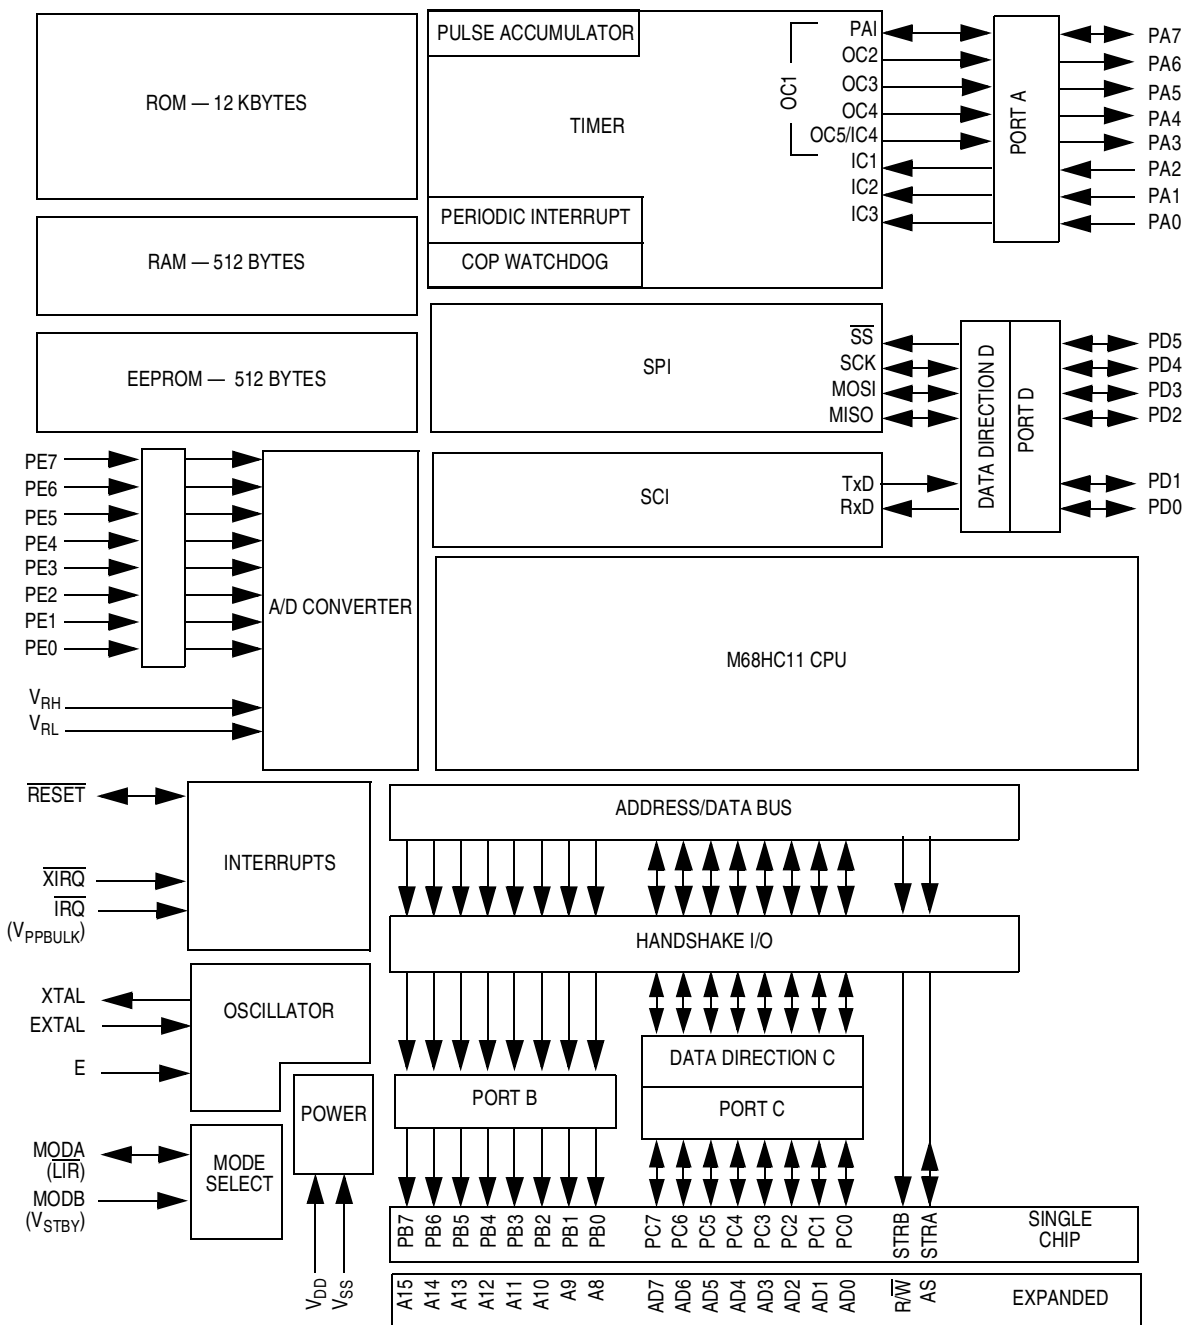 PULSE ACCUMULATOR
ROM — 12 KBYTES
TIMER
OC1
PAI
OC2
OC3
OC4
OC5/IC4
IC1
IC2
IC3
PORT A
PA7
PA6
PA5
PA4
PA3
PA2
PA1
PA0
PERIODIC INTERRUPT
COP WATCHDOG
RAM — 512 BYTES
EEPROM — 512 BYTES
SPI
SS
SCK
MOSI
MISO
DATA DIRECTION D
PORT D
PD5
PD4
PD3
PD2
PD1
PD0
SCI
TxD
RxD
PE7
PE6
PE5
PE4
PE3
PE2
PE1
PE0
VRH
VRL
A/D CONVERTER
M68HC11 CPU
RESET
XIRQ
IRQ
(VPPBULK)
INTERRUPTS
ADDRESS/DATA BUS
HANDSHAKE I/O
XTAL
EXTAL
E
OSCILLATOR
POWER
PORT B
DATA DIRECTION C
PORT C
MODA
(LIR)
MODB
(VSTBY)
MODE
SELECT
VDD
VSS
PB7
PB6
PB5
PB4
PB3
PB2
PB1
PB0
PC7
PC6
PC5
PC4
PC3
PC2
PC1
PC0
STRB
STRA
SINGLE
CHIP
A15
A14
A13
A12
A11
A10
A9
A8
AD7
AD6
AD5
AD4
AD3
AD2
AD1
AD0
R/W
AS
EXPANDED